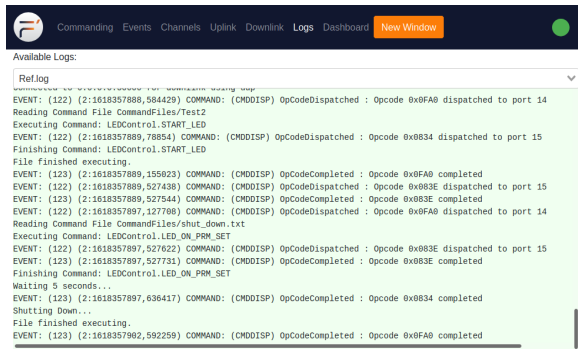 Commanding Events Channels Uplink Downlink Logs Dashboard New Window
Available Logs:
Ref.log
EVENT: (122) (2:1618357888,584429) COMMAND: (CMDDISP) OpCodeDispatched : Opcode 0x0FA0 dispatched to port 14
Reading Command File CommandFiles/Test2
Executing Command: LEDControl.START_LED
EVENT: (122) (2:1618357889,78854) COMMAND: (CMDDISP) OpCodeDispatched : Opcode 0x0834 dispatched to port 15
Finishing Command: LEDControl.START_LED
File finished executing.
EVENT: (123) (2:1618357889,155023) COMMAND: (CMDDISP) OpCodeCompleted : Opcode 0x0FA0 completed
EVENT: (122) (2:1618357889,527438) COMMAND: (CMDDISP) OpCodeDispatched : Opcode 0x083E dispatched to port 15
EVENT: (123) (2:1618357889,527544) COMMAND: (CMDDISP) OpCodeCompleted : Opcode 0x083E completed
EVENT: (122) (2:1618357897,127708) COMMAND: (CMDDISP) OpCodeDispatched : Opcode 0x0FA0 dispatched to port 14
Reading Command File CommandFiles/shut_down.txt
Executing Command: LEDControl.LED_ON_PRM_SET
EVENT: (122) (2:1618357897,527622) COMMAND: (CMDDISP) OpCodeDispatched : Opcode 0x083E dispatched to port 15
EVENT: (123) (2:1618357897,527731) COMMAND: (CMDDISP) OpCodeCompleted : Opcode 0x083E completed
Finishing Command: LEDControl.LED_ON_PRM_SET
Waiting 5 seconds...
EVENT: (123) (2:1618357897,636417) COMMAND: (CMDDISP) OpCodeCompleted : Opcode 0x0834 completed
Shutting Down...
File finished executing.
EVENT: (123) (2:1618357902,592259) COMMAND: (CMDDISP) OpCodeCompleted : Opcode 0x0FA0 completed